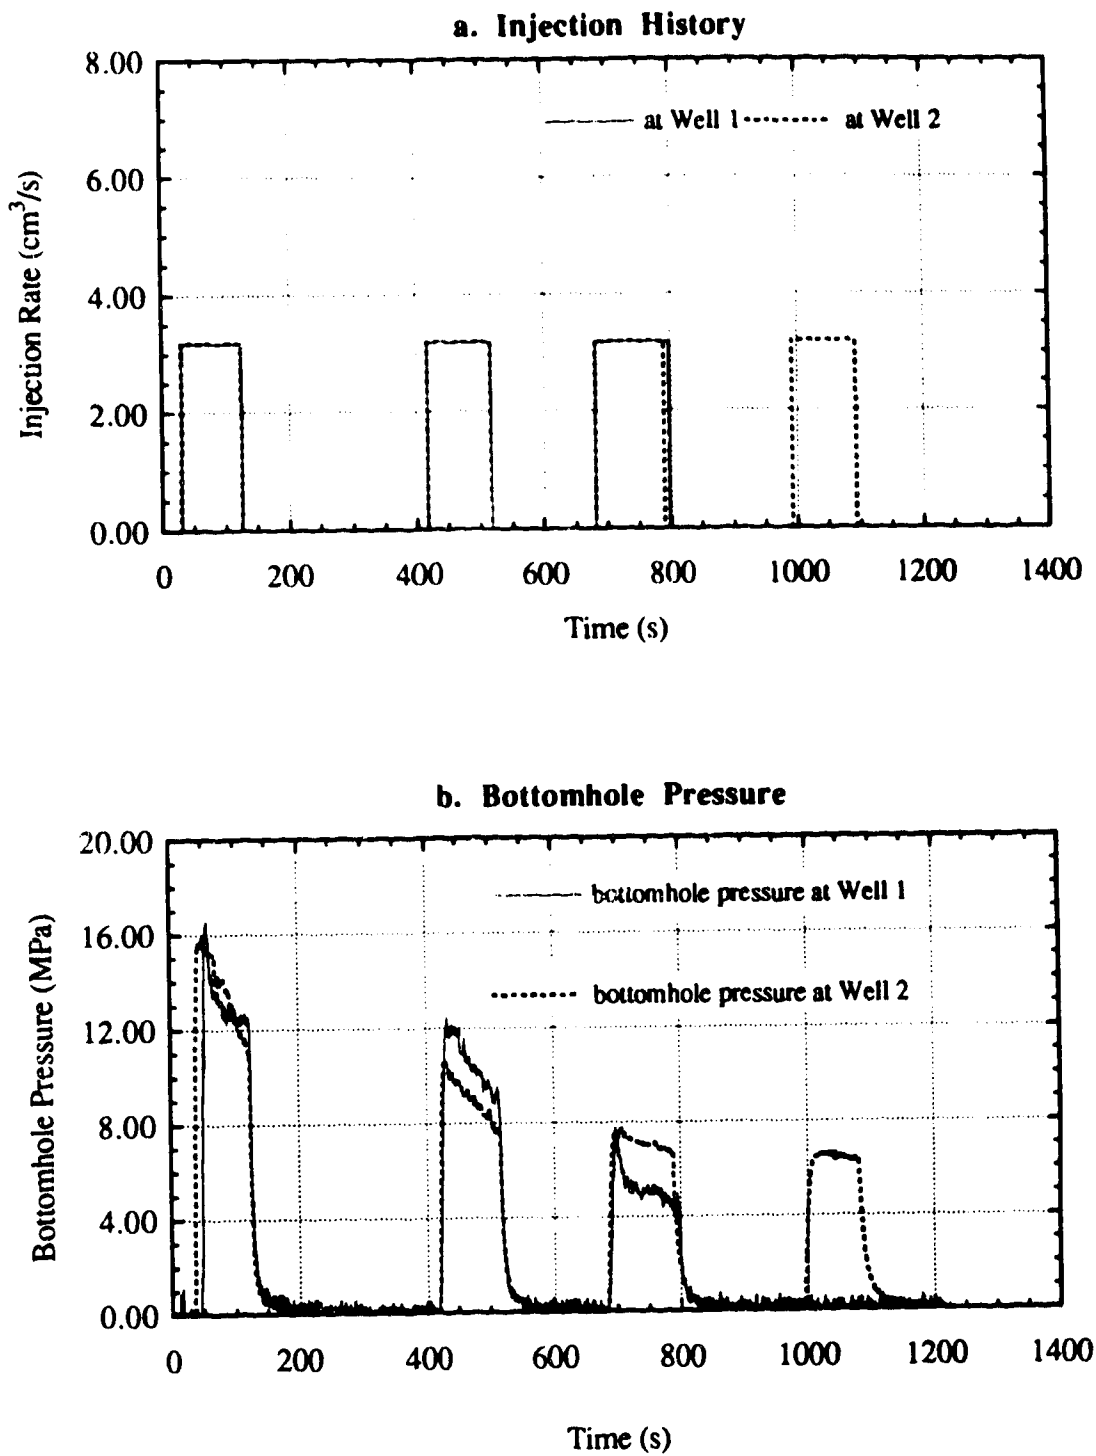 a. Injection History
8.00
6.00
4.00
2.00
0.00
Injection Rate (cm³/s)
at Well 1
at Well 2
0 200 400 600 800 1000 1200 1400
Time (s)
b. Bottomhole Pressure
20.00
16.00
12.00
8.00
4.00
0.00
Bottomhole Pressure (MPa)
bottomhole pressure at Well 1
bottomhole pressure at Well 2
0 200 400 600 800 1000 1200 1400
Time (s)